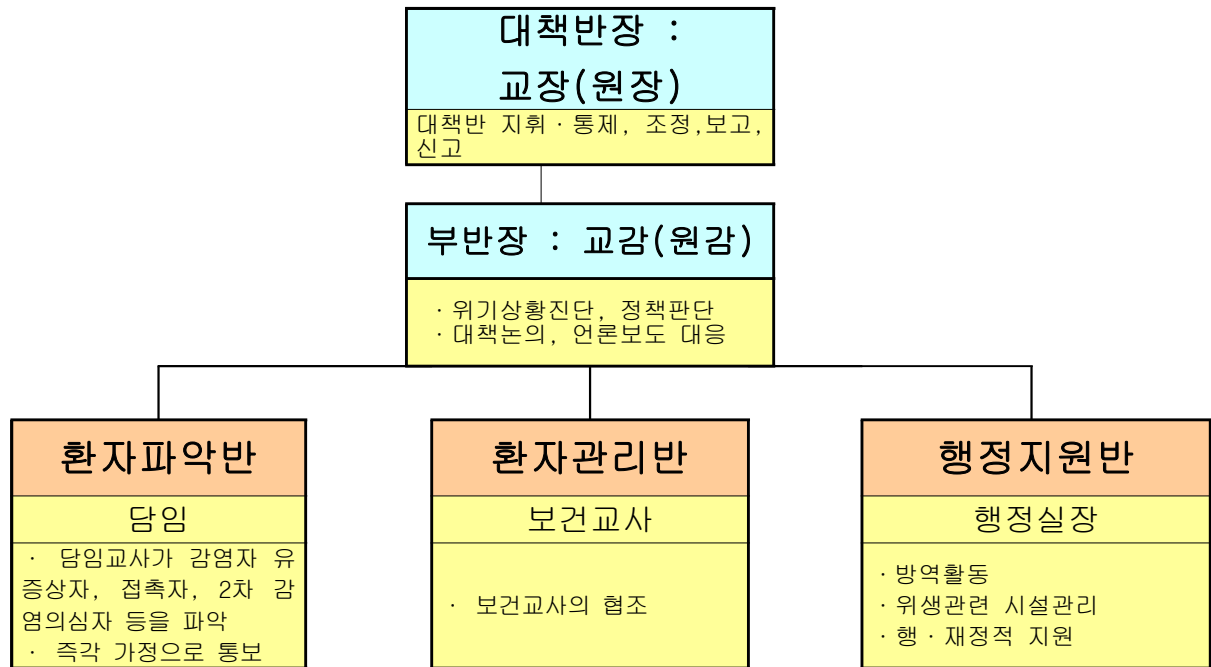 대책반장 :
교장(원장)
대책반 지휘·통제, 조정,보고,
신고
부반장 : 교감(원감)
·위기상황진단, 정책판단
·대책논의, 언론보도 대응
환자파악반
담임
· 담임교사가 감염자 유
증상자, 접촉자, 2차 감
염의심자 등을 파악
· 즉각 가정으로 통보
환자관리반
보건교사
· 보건교사의 협조
행정지원반
행정실장
·방역활동
·위생관련 시설관리
·행·재정적 지원